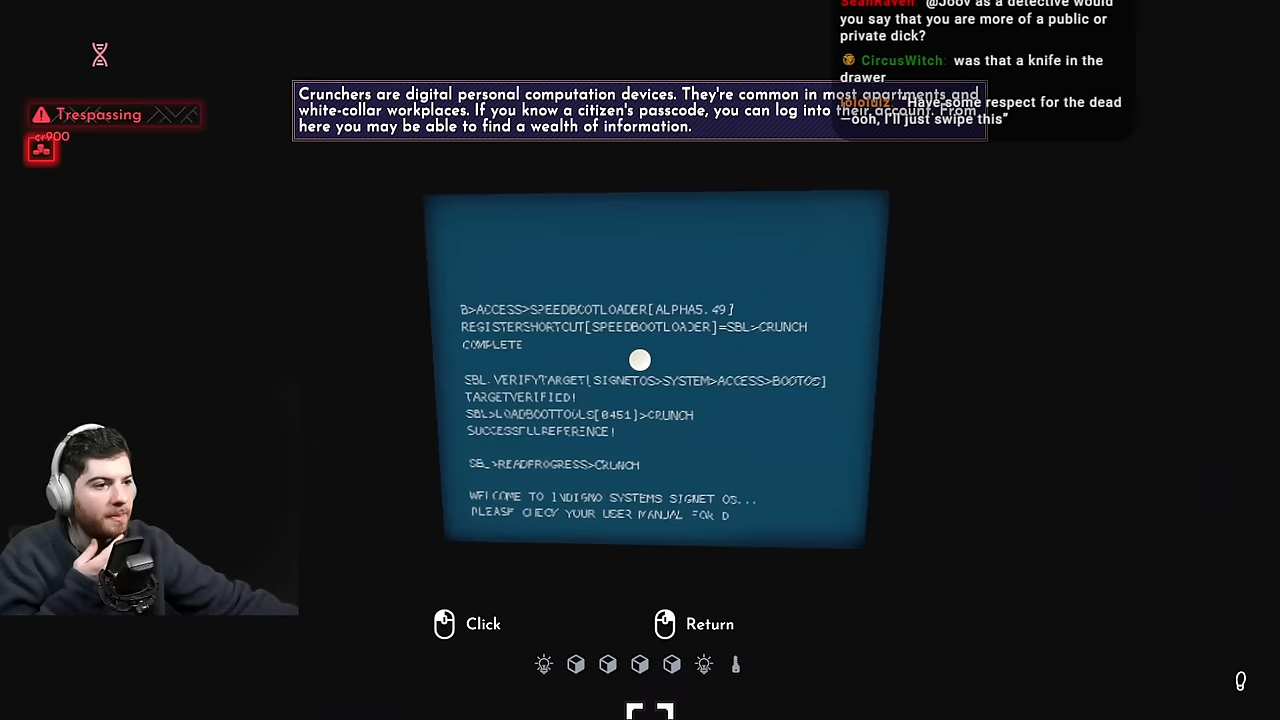 SeanRaven @Joov as a detective would
you say that you are more of a public or
private dick?
CircusWitch: was that a knife in the
drawer
lololulz: "Have some respect for the dead
—ooh, I'll just swipe this"
Crunchers are digital personal computation devices. They're common in most apartments and
white-collar workplaces. If you know a citizen's passcode, you can log into their account. From
here you may be able to find a wealth of information.
Trespassing
cr900
B>ACCESS>SPEEDBOOTLOADER[ALPHA5.49]
REGISTERSHORTCUT[SPEEDBOOTLOADER]=SBL>CRUNCH
COMPLETE
SBL.VERIFYTARGET[SIGNETOS>SYSTEM>ACCESS>BOOTOS]
TARGETVERIFIED!
SBL>LOADBOOTTOOLS[0451]>CRUNCH
SUCCESSFULLREFERENCE!
SBL>READPROGRESS>CRUNCH
WELCOME TO INDIGNO SYSTEMS SIGNET OS...
PLEASE CHECK YOUR USER MANUAL FOR D
Click
Return